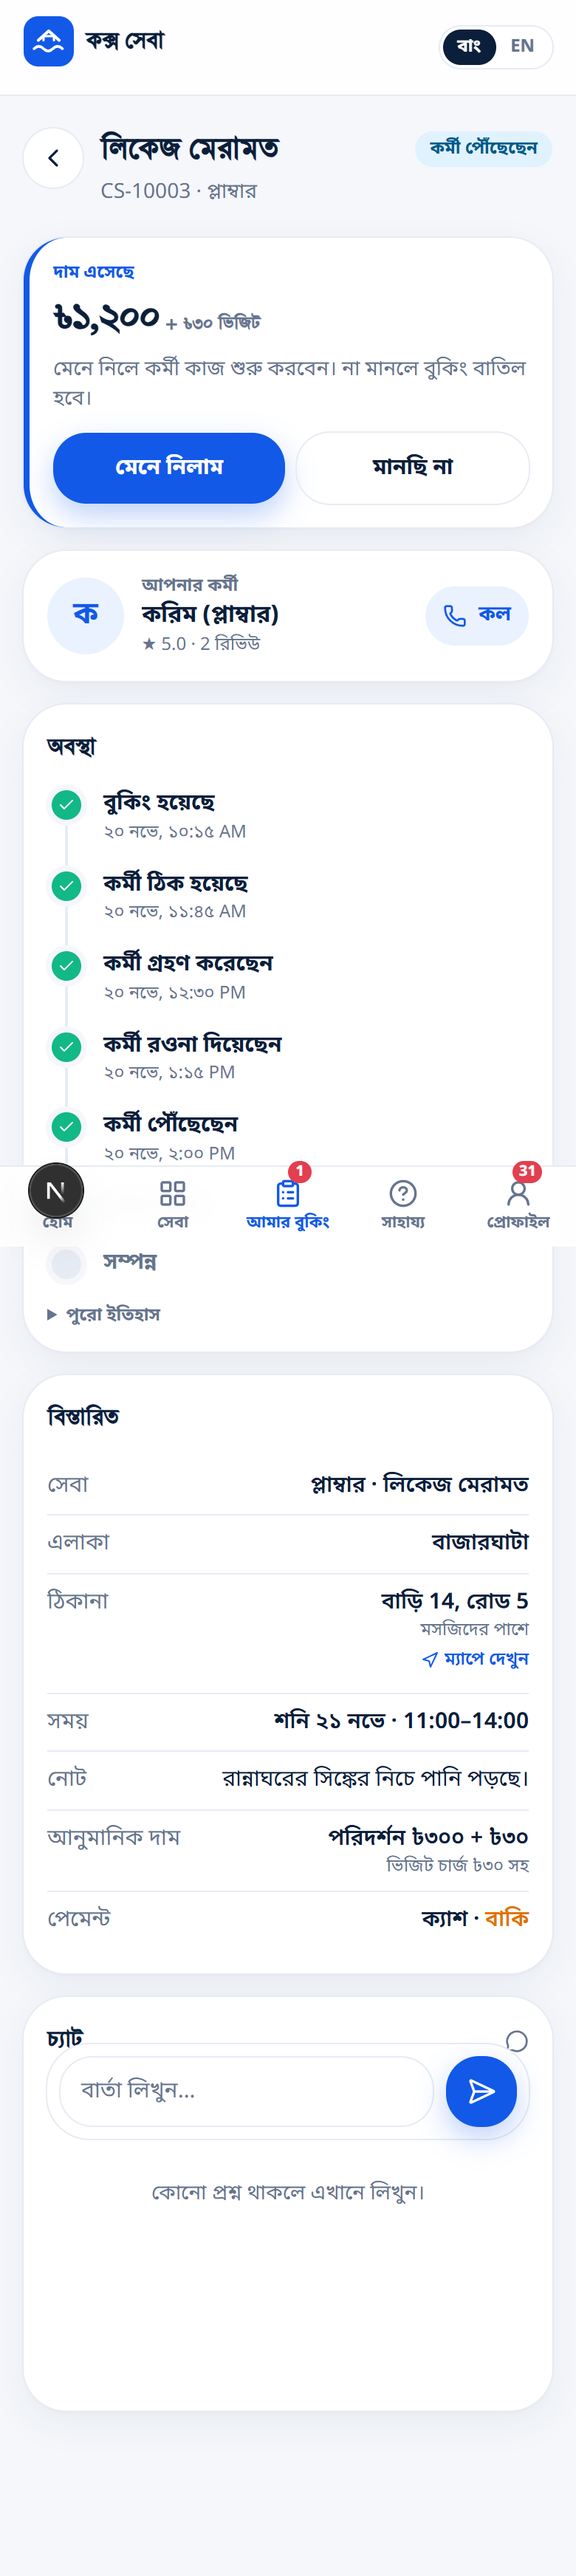 কক্স সেবা
বাং EN
লিকেজ মেরামত
কর্মী পৌঁছেছেন
CS-10003 · প্লাম্বার
দাম এসেছে
৳১,২০০ + ৳৩০ ভিজিট
মেনে নিলে কর্মী কাজ শুরু করবেন। না মানলে বুকিং বাতিল
হবে।
মেনে নিলাম মানছি না
আপনার কর্মী
ক করিম (প্লাম্বার) কল
★ 5.0 · 2 রিভিউ
অবস্থা
বুকিং হয়েছে
২০ নভে, ১০:১৫ AM
কর্মী ঠিক হয়েছে
২০ নভে, ১১:৪৫ AM
কর্মী গ্রহণ করেছেন
২০ নভে, ১২:৩০ PM
কর্মী রওনা দিয়েছেন
২০ নভে, ১:১৫ PM
কর্মী পৌঁছেছেন
২০ নভে, ২:০০ PM
N 1 31
হোম সেবা আমার বুকিং সাহায্য প্রোফাইল
সম্পন্ন
▶ পুরো ইতিহাস
বিস্তারিত
সেবা প্লাম্বার · লিকেজ মেরামত
এলাকা বাজারঘাটা
ঠিকানা বাড়ি 14, রোড 5
মসজিদের পাশে
ম্যাপে দেখুন
সময় শনি ২১ নভে · 11:00–14:00
নোট রান্নাঘরের সিঙ্কের নিচে পানি পড়ছে।
আনুমানিক দাম পরিদর্শন ৳৩০০ + ৳৩০
ভিজিট চার্জ ৳৩০ সহ
পেমেন্ট ক্যাশ · বাকি
চ্যাট
বার্তা লিখুন...
কোনো প্রশ্ন থাকলে এখানে লিখুন।